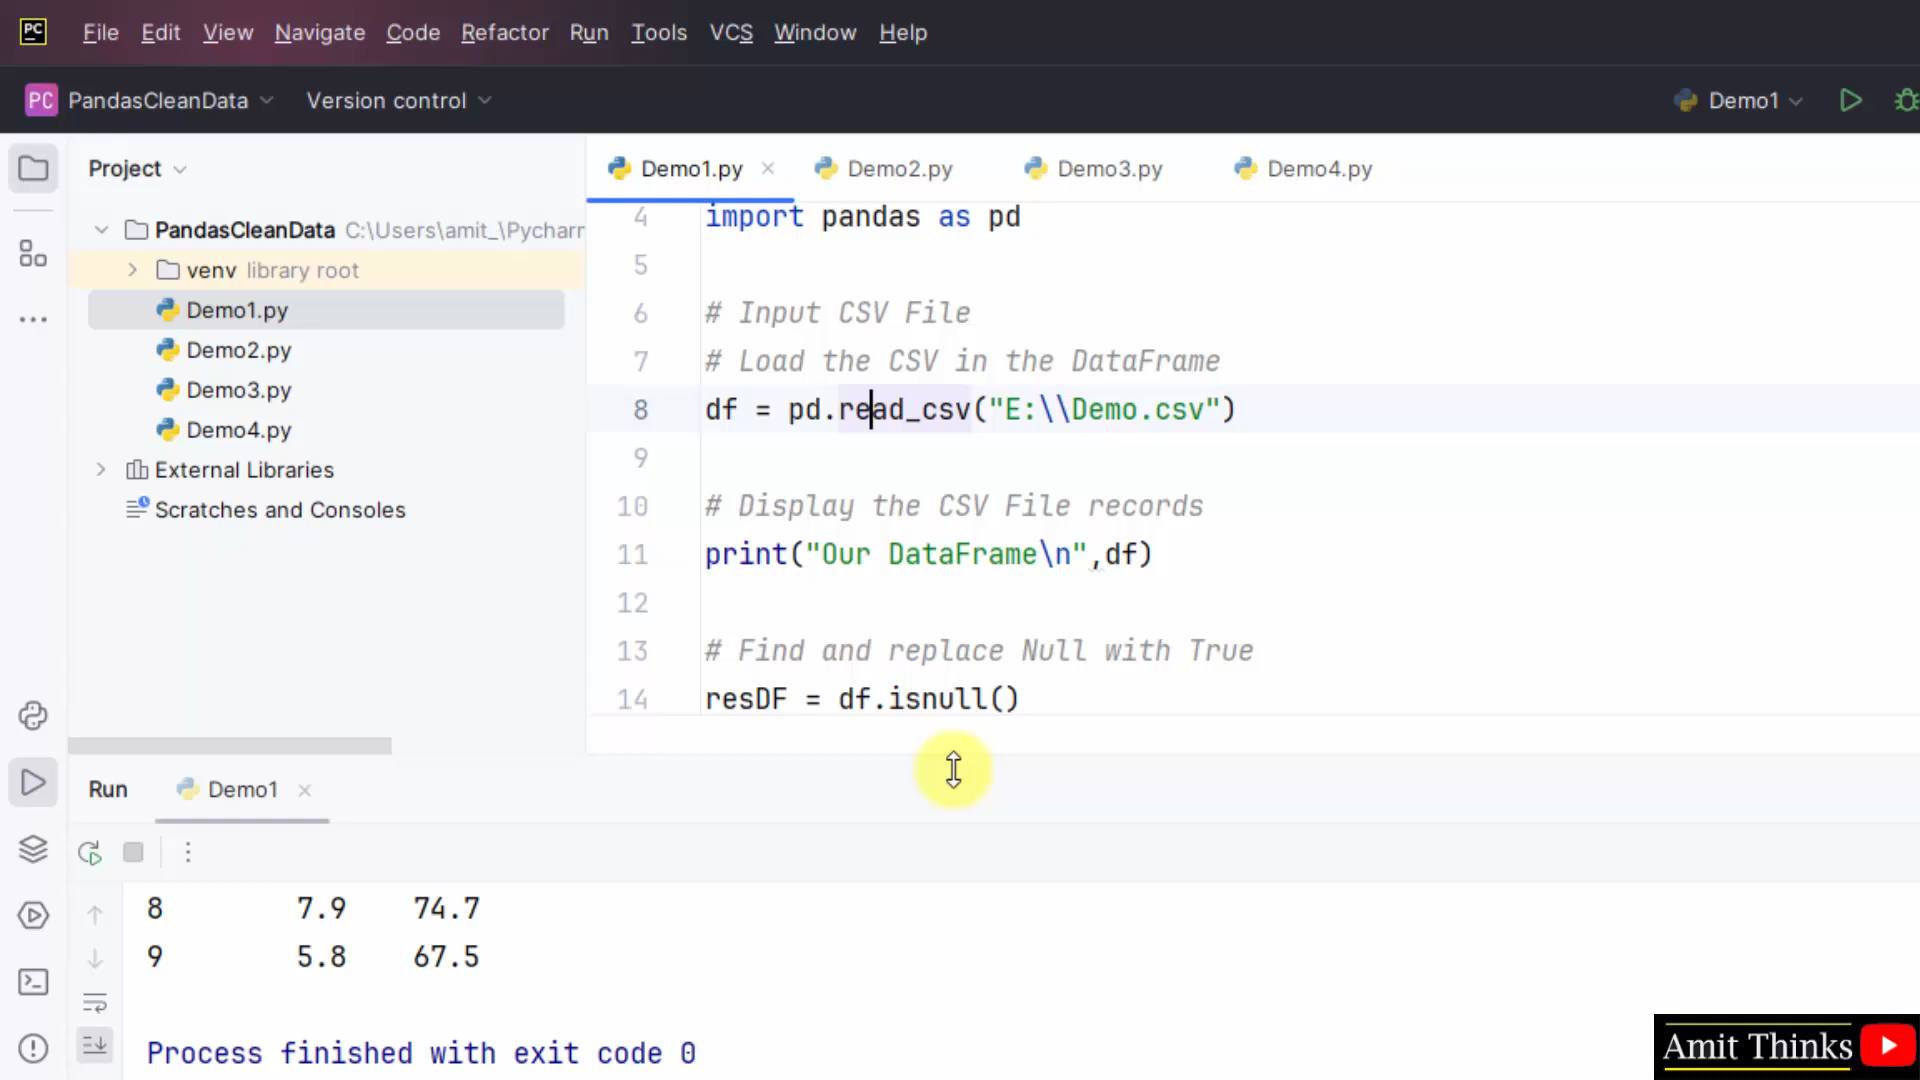 PC File Edit View Navigate Code Refactor Run Tools VCS Window Help
PC PandasCleanData Version control Demo1
Project
PandasCleanData C:\Users\amit_\Pychar
venv library root
Demo1.py
Demo2.py
Demo3.py
Demo4.py
External Libraries
Scratches and Consoles
Demo1.py Demo2.py Demo3.py Demo4.py
4 import pandas as pd
5
6 # Input CSV File
7 # Load the CSV in the DataFrame
8 df = pd.read_csv("E:\\Demo.csv")
9
10 # Display the CSV File records
11 print("Our DataFrame\n",df)
12
13 # Find and replace Null with True
14 resDF = df.isnull()
Run Demo1
8 7.9 74.7
9 5.8 67.5
Process finished with exit code 0
Amit Thinks